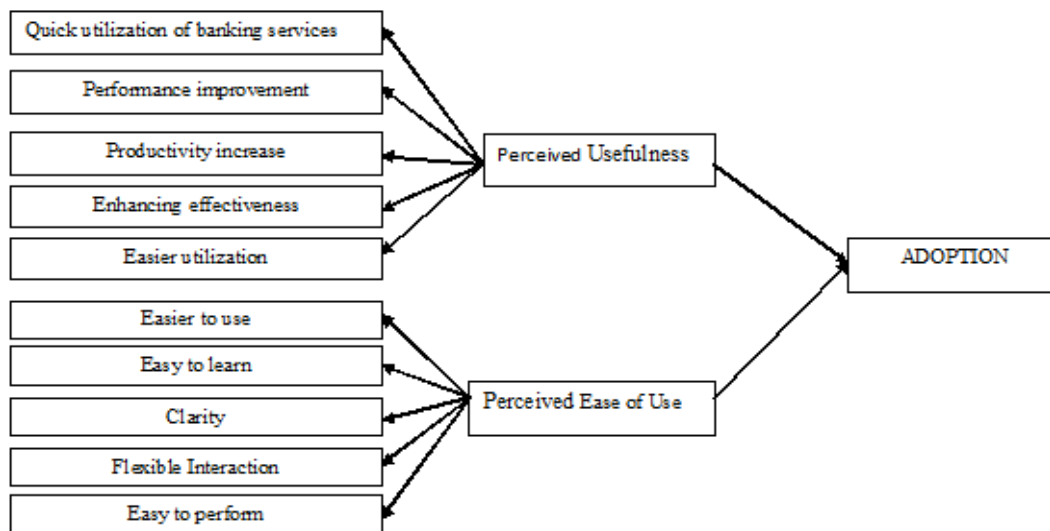 Quick utilization of banking services
Performance improvement
Productivity increase
Enhancing effectiveness
Easier utilization
Perceived Usefulness
ADOPTION
Easier to use
Easy to learn
Clarity
Flexible Interaction
Easy to perform
Perceived Ease of Use